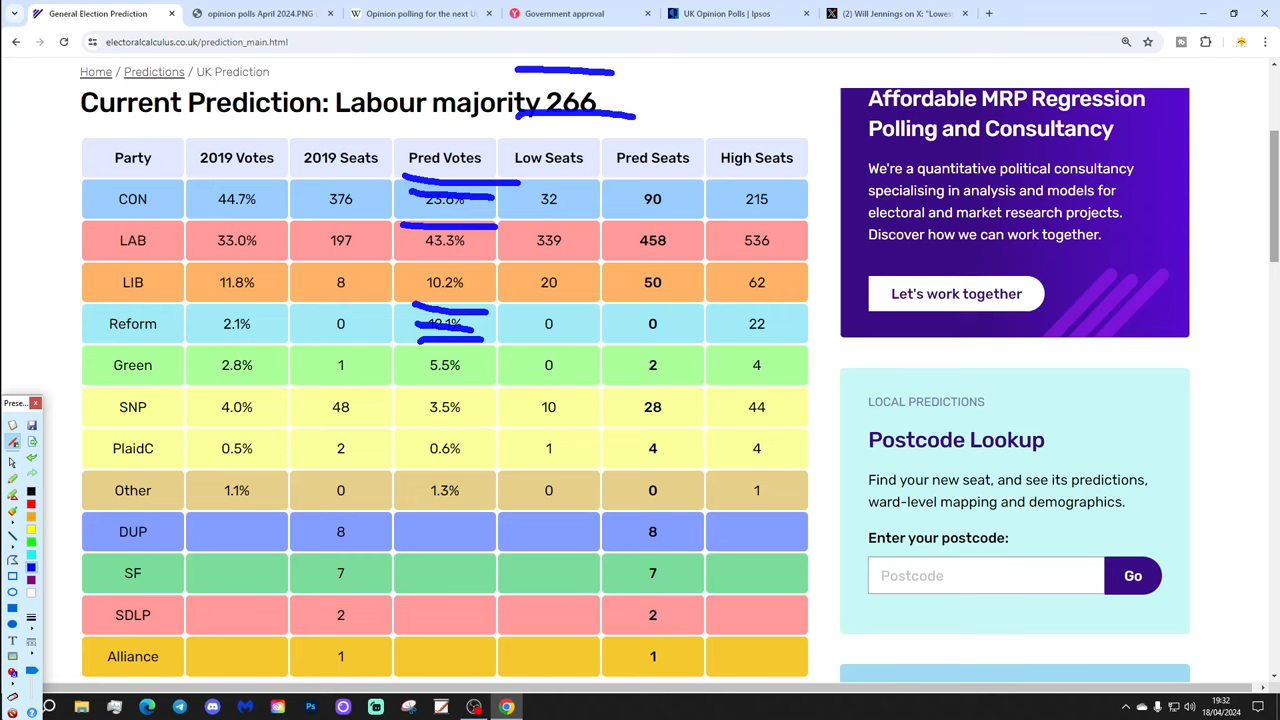 General Election Prediction
opinion polls April 2024.PNG (
Opinion polling for the next U
Government approval
UK Opinion Polls | Ipsos
(2) Will Jennings on X: "Lowes
electoralcalculus.co.uk/prediction_main.html
Home / Predictions / UK Prediction
Current Prediction: Labour majority 266
Party 2019 Votes 2019 Seats Pred Votes Low Seats Pred Seats High Seats
CON 44.7% 376 23.6% 32 90 215
LAB 33.0% 197 43.3% 339 458 536
LIB 11.8% 8 10.2% 20 50 62
Reform 2.1% 0 0 0 22
Green 2.8% 1 5.5% 0 2 4
SNP 4.0% 48 3.5% 10 28 44
PlaidC 0.5% 2 0.6% 1 4 4
Other 1.1% 0 1.3% 0 0 1
DUP 8 8
SF 7 7
SDLP 2 2
Alliance 1 1
Affordable MRP Regression
Polling and Consultancy
We're a quantitative political consultancy
specialising in analysis and models for
electoral and market research projects.
Discover how we can work together.
Let's work together
LOCAL PREDICTIONS
Postcode Lookup
Find your new seat, and see its predictions,
ward-level mapping and demographics.
Enter your postcode:
Postcode
Go
Prese...
T
19:32
18/04/2024